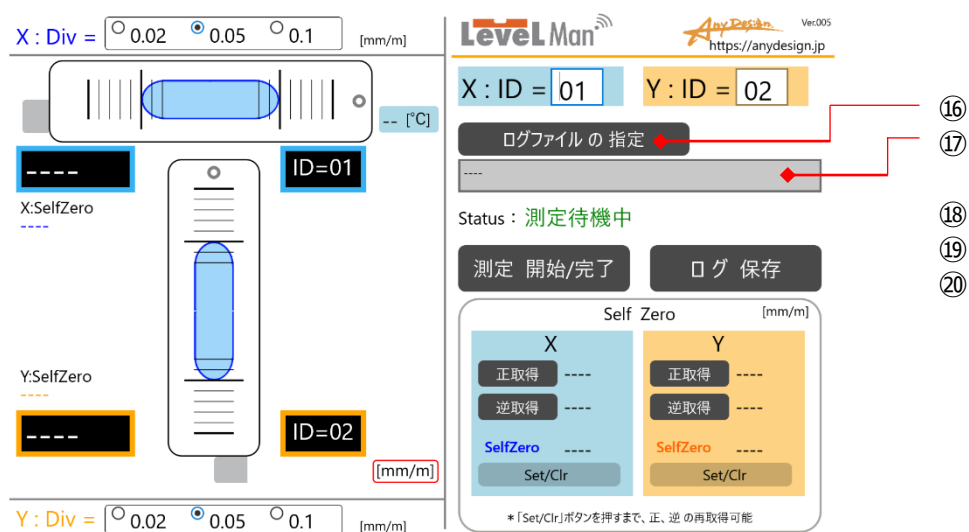 X : Div = 0.02 0.05 0.1 [mm/m]
-- [°C]
---- ID=01
X:SelfZero
----
Y:SelfZero
----
---- ID=02
[mm/m]
Y : Div = 0.02 0.05 0.1 [mm/m]
LeveL Man AnyDesign Ver.005
https://anydesign.jp
X : ID = 01 Y : ID = 02
ログファイル の 指定
----
Status : 測定待機中
測定 開始/完了 ログ 保存
Self Zero [mm/m]
X Y
正取得 ---- 正取得 ----
逆取得 ---- 逆取得 ----
SelfZero ---- SelfZero ----
Set/Clr Set/Clr
*「Set/Clr」ボタンを押すまで、正、逆 の再取得可能
⑯
⑰
⑱
⑲
⑳